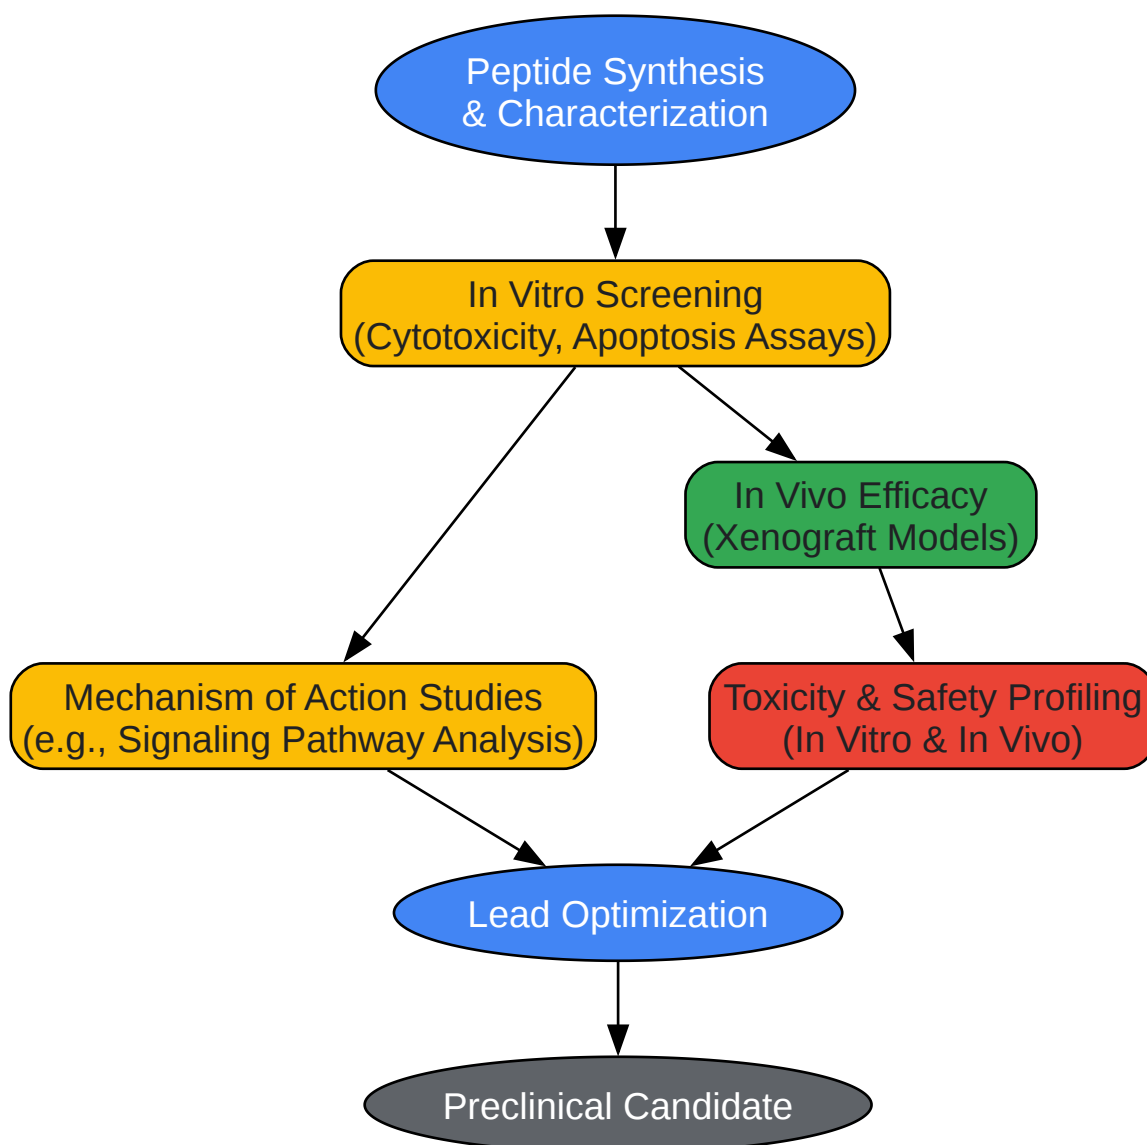 Peptide Synthesis
& Characterization
In Vitro Screening
(Cytotoxicity, Apoptosis Assays)
In Vivo Efficacy
(Xenograft Models)
Mechanism of Action Studies
(e.g., Signaling Pathway Analysis)
Toxicity & Safety Profiling
(In Vitro & In Vivo)
Lead Optimization
Preclinical Candidate